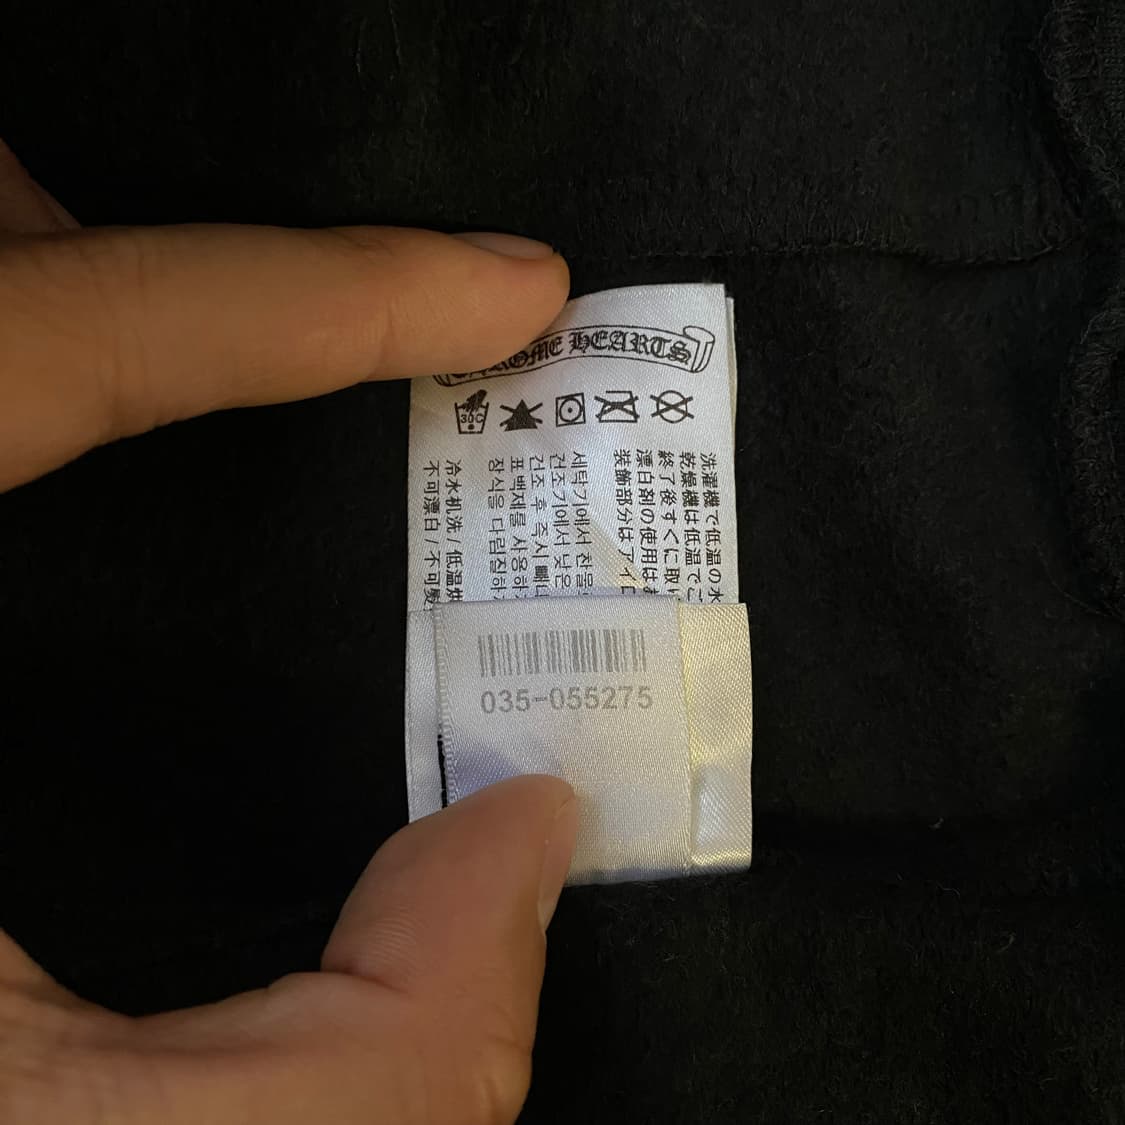 CHROME HEARTS
30C
洗濯機で低温の水
乾燥機は低温でご
終了後すぐに取
漂白剤の使用は
装飾部分はアイロ
세탁기에서 찬물
건조기에서 낮은
건조 후 즉시 빼
표백제를 사용하
장식을 다림질하
冷水机洗 / 低温烘
不可漂白 / 不可熨
035-055275